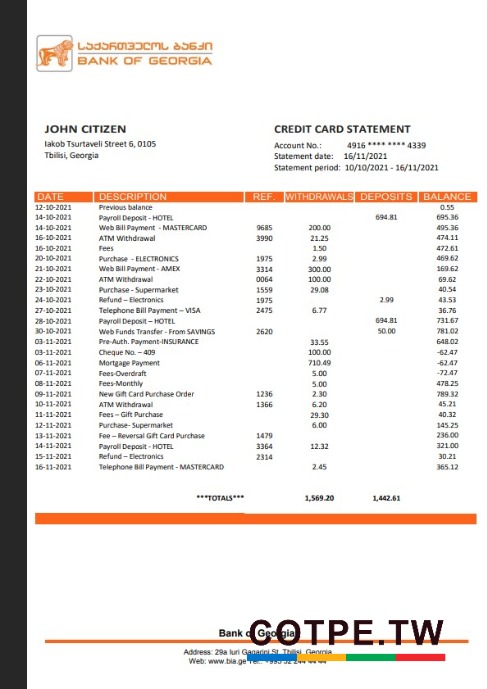 ᲡᲐᲥᲐᲠᲗᲕᲔᲚᲝᲡ ᲑᲐᲜᲙᲘ
BANK OF GEORGIA
JOHN CITIZEN
Iakob Tsurtaveli Street 6, 0105
Tbilisi, Georgia
CREDIT CARD STATEMENT
Account No.: 4916 **** **** 4339
Statement date: 16/11/2021
Statement period: 10/10/2021 - 16/11/2021
DATE DESCRIPTION REF. WITHDRAWALS DEPOSITS BALANCE
12-10-2021 Previous balance 0.55
14-10-2021 Payroll Deposit - HOTEL 694.81 695.36
14-10-2021 Web Bill Payment - MASTERCARD 9685 200.00 495.36
16-10-2021 ATM Withdrawal 3990 21.25 474.11
16-10-2021 Fees 1.50 472.61
20-10-2021 Purchase - ELECTRONICS 1975 2.99 469.62
21-10-2021 Web Bill Payment - AMEX 3314 300.00 169.62
22-10-2021 ATM Withdrawal 0064 100.00 69.62
23-10-2021 Purchase - Supermarket 1559 29.08 40.54
24-10-2021 Refund – Electronics 1975 2.99 43.53
27-10-2021 Telephone Bill Payment – VISA 2475 6.77 36.76
28-10-2021 Payroll Deposit – HOTEL 694.81 731.67
30-10-2021 Web Funds Transfer - From SAVINGS 2620 50.00 781.02
03-11-2021 Pre-Auth. Payment-INSURANCE 33.55 648.02
03-11-2021 Cheque No. – 409 100.00 -62.47
06-11-2021 Mortgage Payment 710.49 -62.47
07-11-2021 Fees-Overdraft 5.00 -72.47
08-11-2021 Fees-Monthly 5.00 478.25
09-11-2021 New Gift Card Purchase Order 1236 2.30 789.32
10-11-2021 ATM Withdrawal 1366 6.20 45.21
11-11-2021 Fees – Gift Purchase 29.30 40.32
12-11-2021 Purchase- Supermarket 6.00 145.25
13-11-2021 Fee – Reversal Gift Card Purchase 1479 236.00
14-11-2021 Payroll Deposit - HOTEL 3364 12.32 321.00
15-11-2021 Refund – Electronics 2314 30.21
16-11-2021 Telephone Bill Payment - MASTERCARD 2.45 365.12
***TOTALS*** 1,569.20 1,442.61
Bank of Georgia
COTPE.TW
Address: 29a Iuri Gagarini St. Tbilisi, Georgia
Web: www.bia.ge